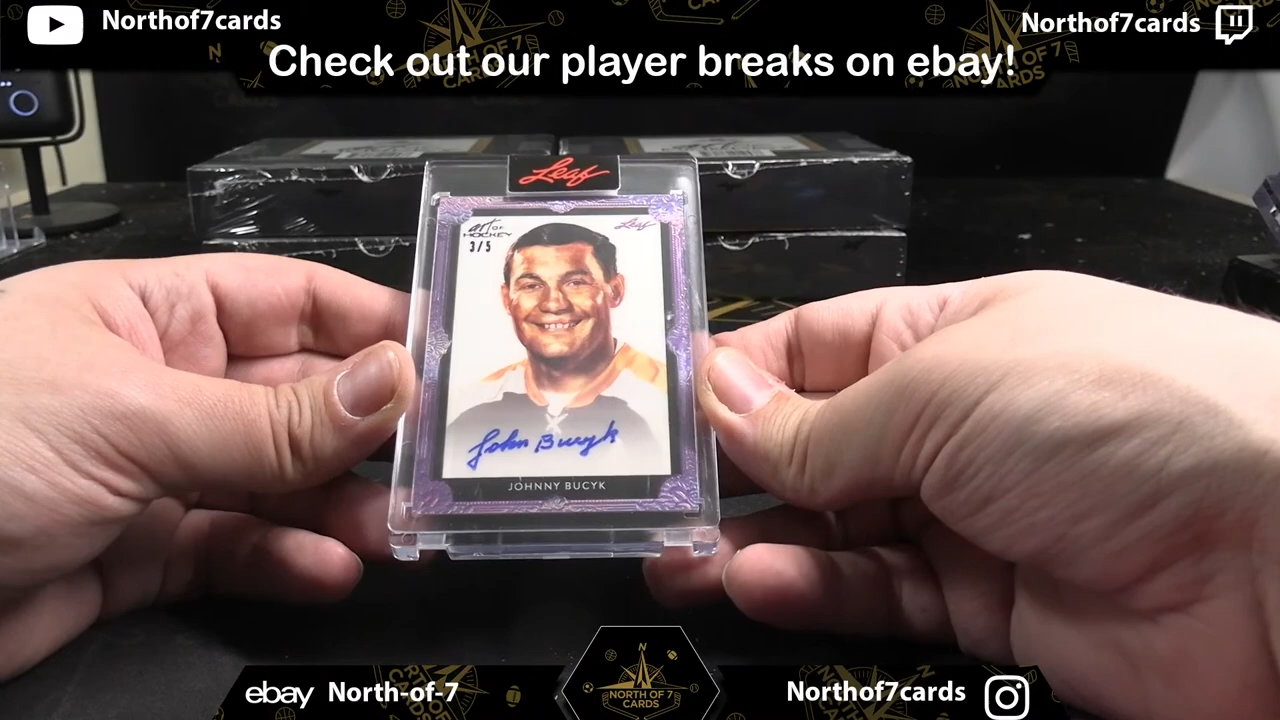 Northof7cards
Northof7cards
Check out our player breaks on ebay!
Leaf
art OF
HOCKEY
Leaf
3/5
John Bucyk
JOHNNY BUCYK
N
NORTH OF 7
CARDS
ebay North-of-7
Northof7cards